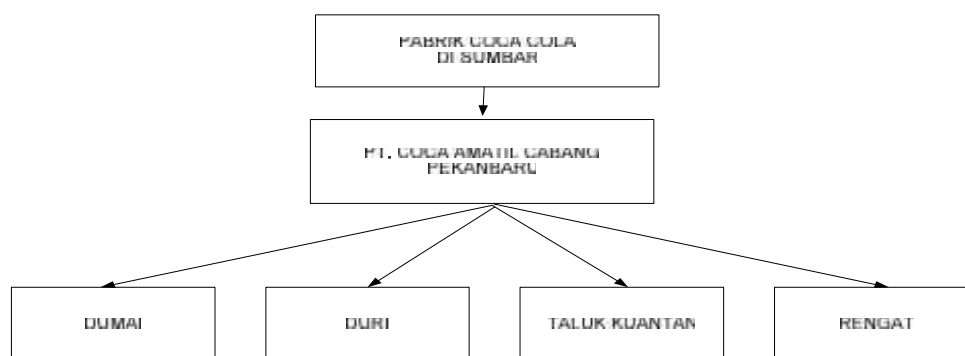 PABRIK COCA COLA
DI SUMBAR
PT. COCA AMATIL CABANG
PEKANBARU
DUMAI
DURI
TALUK KUANTAN
RENGAT